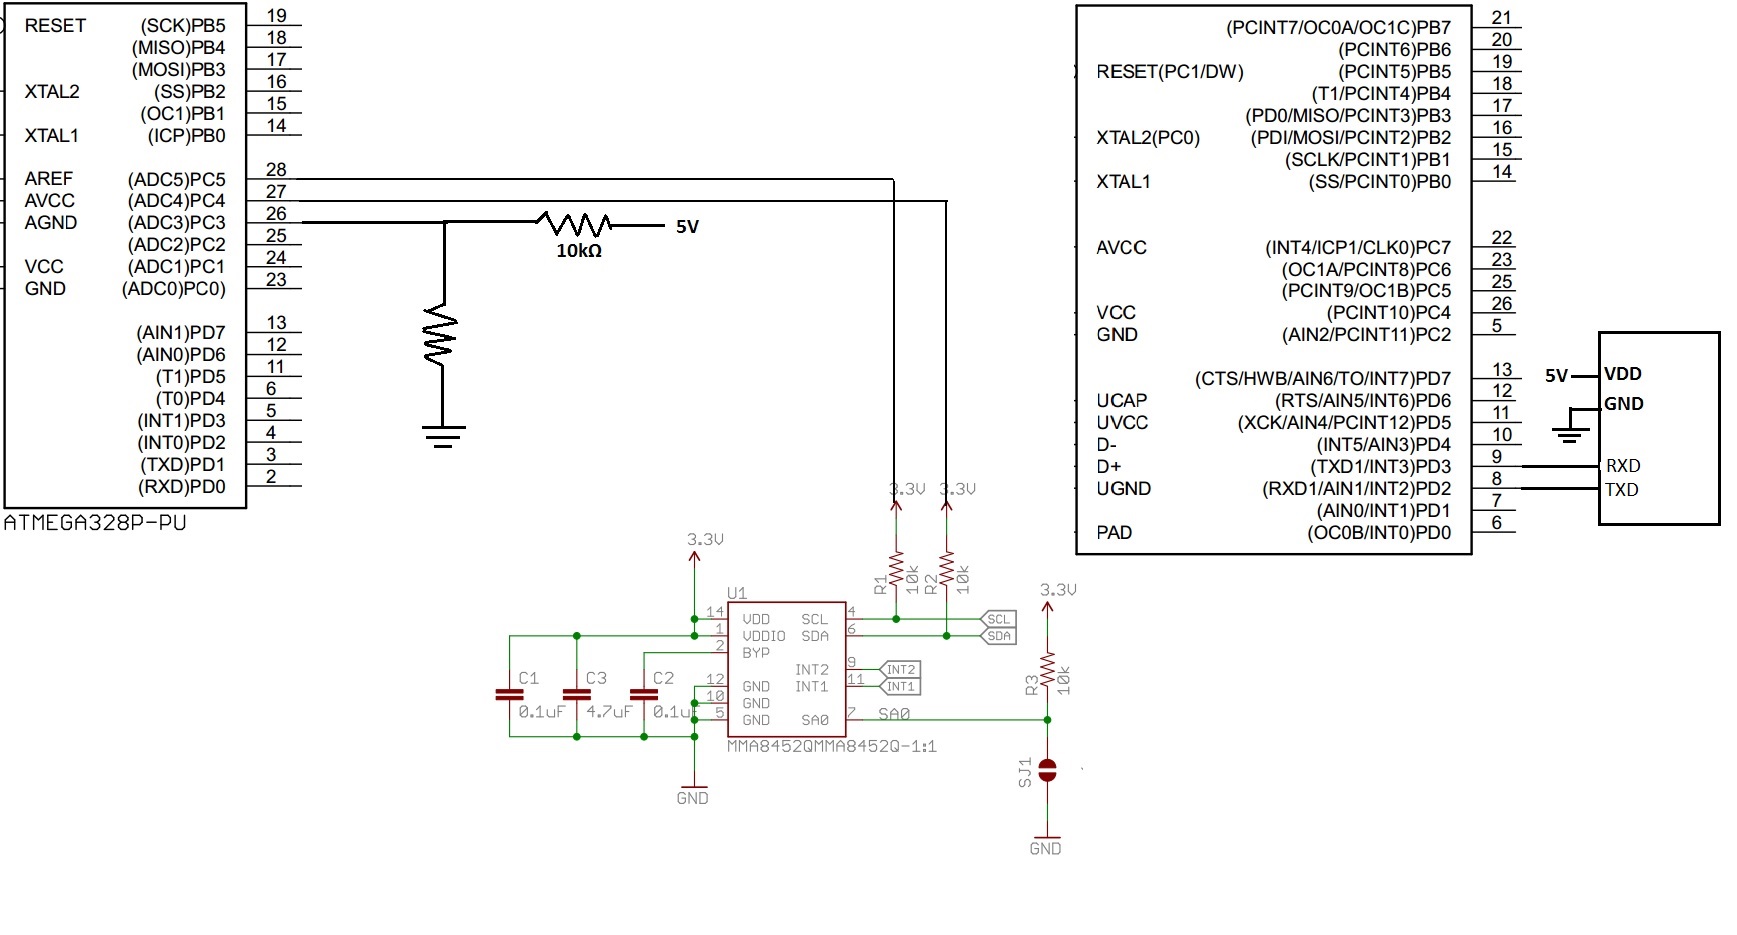 19
RESET (SCK)PB5
18
(MISO)PB4
17
(MOSI)PB3
16
XTAL2 (SS)PB2
15
(OC1)PB1
14
XTAL1 (ICP)PB0
28
AREF (ADC5)PC5
27
AVCC (ADC4)PC4
26
AGND (ADC3)PC3
25
(ADC2)PC2
24
VCC (ADC1)PC1
23
GND (ADC0)PC0)
13
(AIN1)PD7
12
(AIN0)PD6
11
(T1)PD5
6
(T0)PD4
5
(INT1)PD3
4
(INT0)PD2
3
(TXD)PD1
2
(RXD)PD0
ATMEGA328P-PU
5V
10kΩ
21
(PCINT7/OC0A/OC1C)PB7
20
(PCINT6)PB6
19
RESET(PC1/DW) (PCINT5)PB5
18
(T1/PCINT4)PB4
17
(PD0/MISO/PCINT3)PB3
16
XTAL2(PC0) (PDI/MOSI/PCINT2)PB2
15
(SCLK/PCINT1)PB1
14
XTAL1 (SS/PCINT0)PB0
22
AVCC (INT4/ICP1/CLK0)PC7
23
(OC1A/PCINT8)PC6
25
(PCINT9/OC1B)PC5
26
VCC (PCINT10)PC4
5
GND (AIN2/PCINT11)PC2
13
(CTS/HWB/AIN6/TO/INT7)PD7
12
UCAP (RTS/AIN5/INT6)PD6
11
UVCC (XCK/AIN4/PCINT12)PD5
10
D- (INT5/AIN3)PD4
9
D+ (TXD1/INT3)PD3
8
UGND (RXD1/AIN1/INT2)PD2
7
(AIN0/INT1)PD1
6
PAD (OC0B/INT0)PD0
5V VDD
GND
RXD
TXD
3.3V 3.3V
3.3V
R1 10k R2 10k
3.3V
U1
14 VDD SCL 4 SCL
1 VDDIO SDA 6 SDA
2 BYP
INT2 9 INT2
12 GND INT1 11 INT1
10 GND
5 GND SA0 7 SA0
C1 C3 C2
0.1uF 4.7uF 0.1uF
R3 10k
MMA8452QMMA8452Q-1:1
SJ1
GND
GND